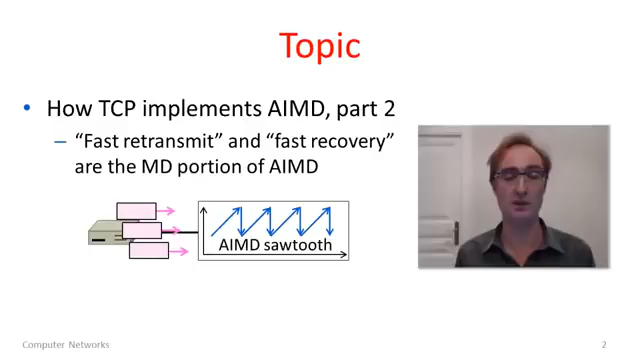 Topic
• How TCP implements AIMD, part 2
– “Fast retransmit” and “fast recovery”
are the MD portion of AIMD
AIMD sawtooth
Computer Networks
2